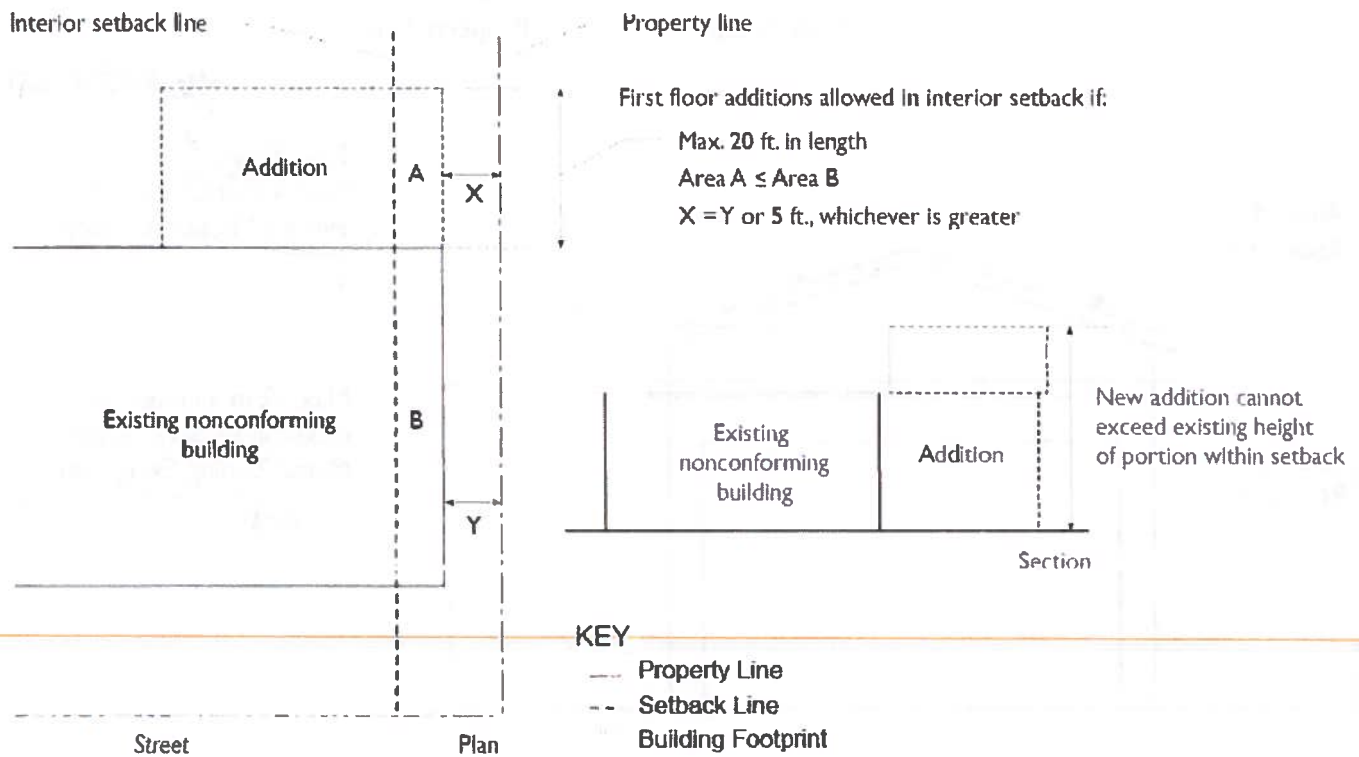 Interior setback line
Property line
First floor additions allowed in interior setback if:
Max. 20 ft. in length
Area A ≤ Area B
X = Y or 5 ft., whichever is greater
Addition
A
X
Existing nonconforming
building
B
Y
Existing
nonconforming
building
Addition
New addition cannot
exceed existing height
of portion within setback
Section
KEY
Property Line
Setback Line
Building Footprint
Street
Plan